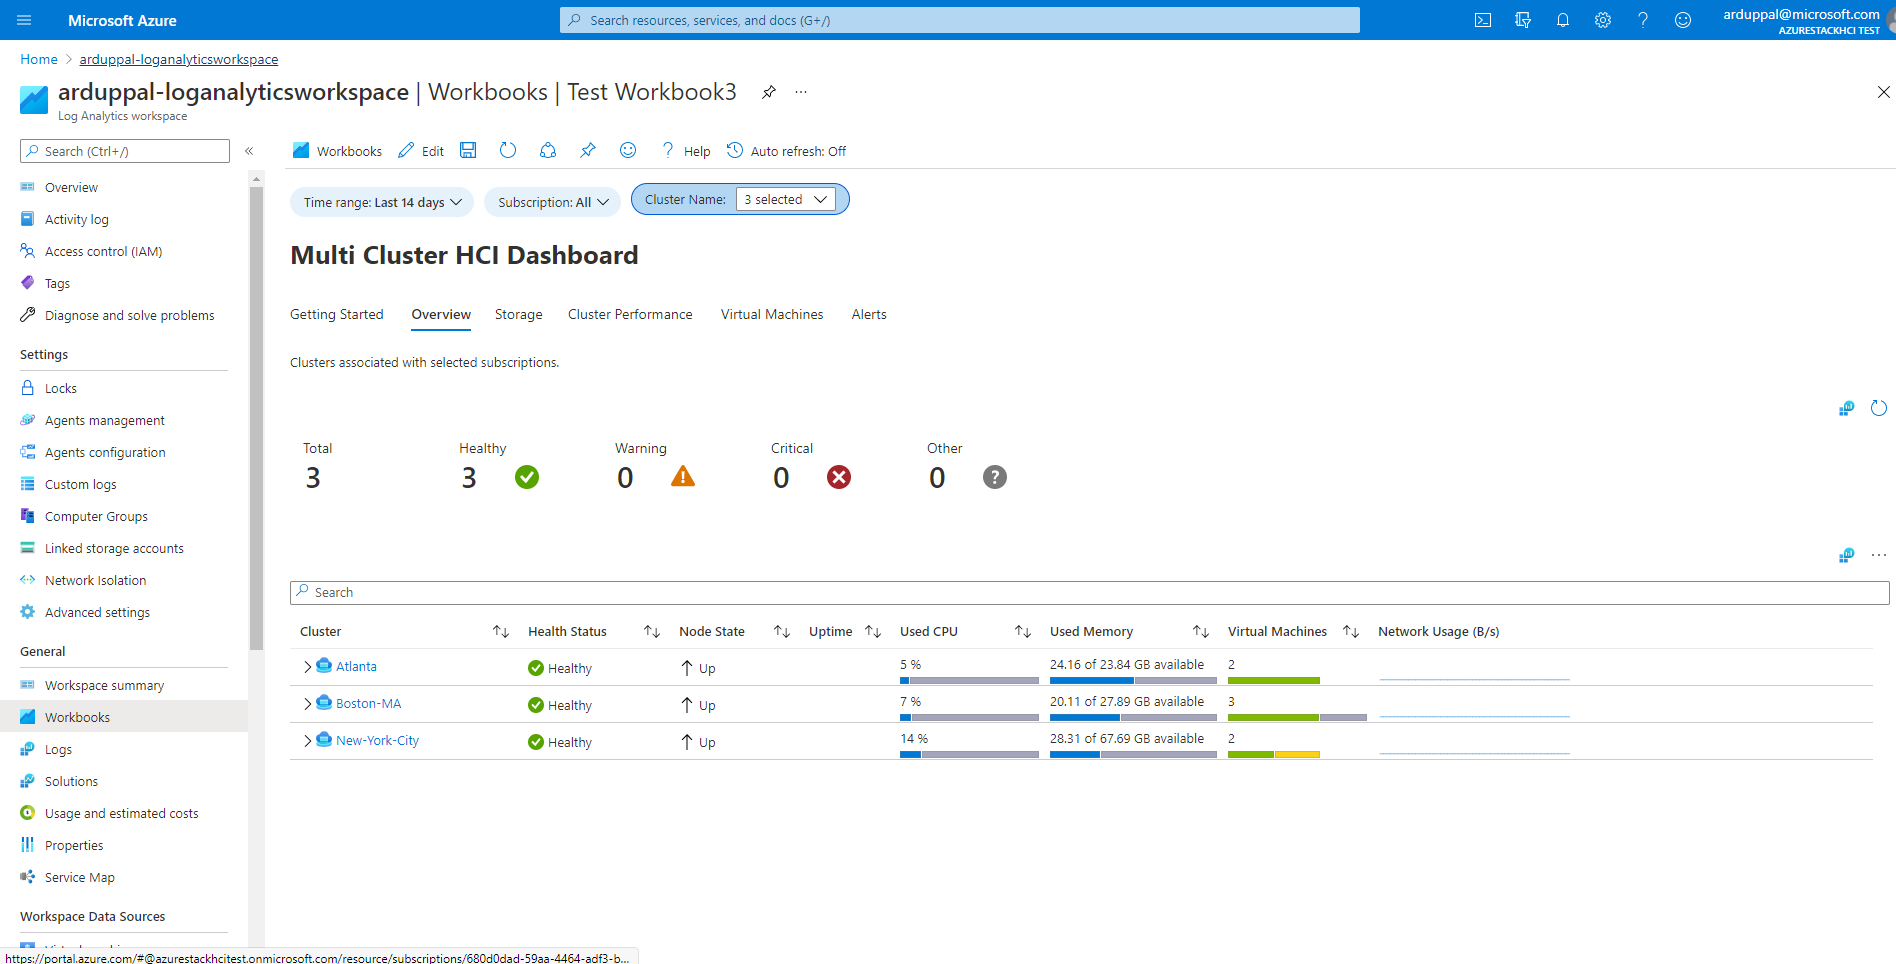 Microsoft Azure
Search resources, services, and docs (G+/)
arduppal@microsoft.com
AZURESTACKHCI TEST
Home > arduppal-loganalyticsworkspace
arduppal-loganalyticsworkspace | Workbooks | Test Workbook3
Log Analytics workspace
Search (Ctrl+/)
Overview
Activity log
Access control (IAM)
Tags
Diagnose and solve problems
Settings
Locks
Agents management
Agents configuration
Custom logs
Computer Groups
Linked storage accounts
Network Isolation
Advanced settings
General
Workspace summary
Workbooks
Logs
Solutions
Usage and estimated costs
Properties
Service Map
Workspace Data Sources
https://portal.azure.com/#@azurestackhcitest.onmicrosoft.com/resource/subscriptions/680d0dad-59aa-4464-adf3-b...
Workbooks Edit Help Auto refresh: Off
Time range: Last 14 days Subscription: All Cluster Name: 3 selected
Multi Cluster HCI Dashboard
Getting Started Overview Storage Cluster Performance Virtual Machines Alerts
Clusters associated with selected subscriptions.
Total Healthy Warning Critical Other
3 3 0 0 0
Search
Cluster Health Status Node State Uptime Used CPU Used Memory Virtual Machines Network Usage (B/s)
Atlanta Healthy Up 5 % 24.16 of 23.84 GB available 2
Boston-MA Healthy Up 7 % 20.11 of 27.89 GB available 3
New-York-City Healthy Up 14 % 28.31 of 67.69 GB available 2